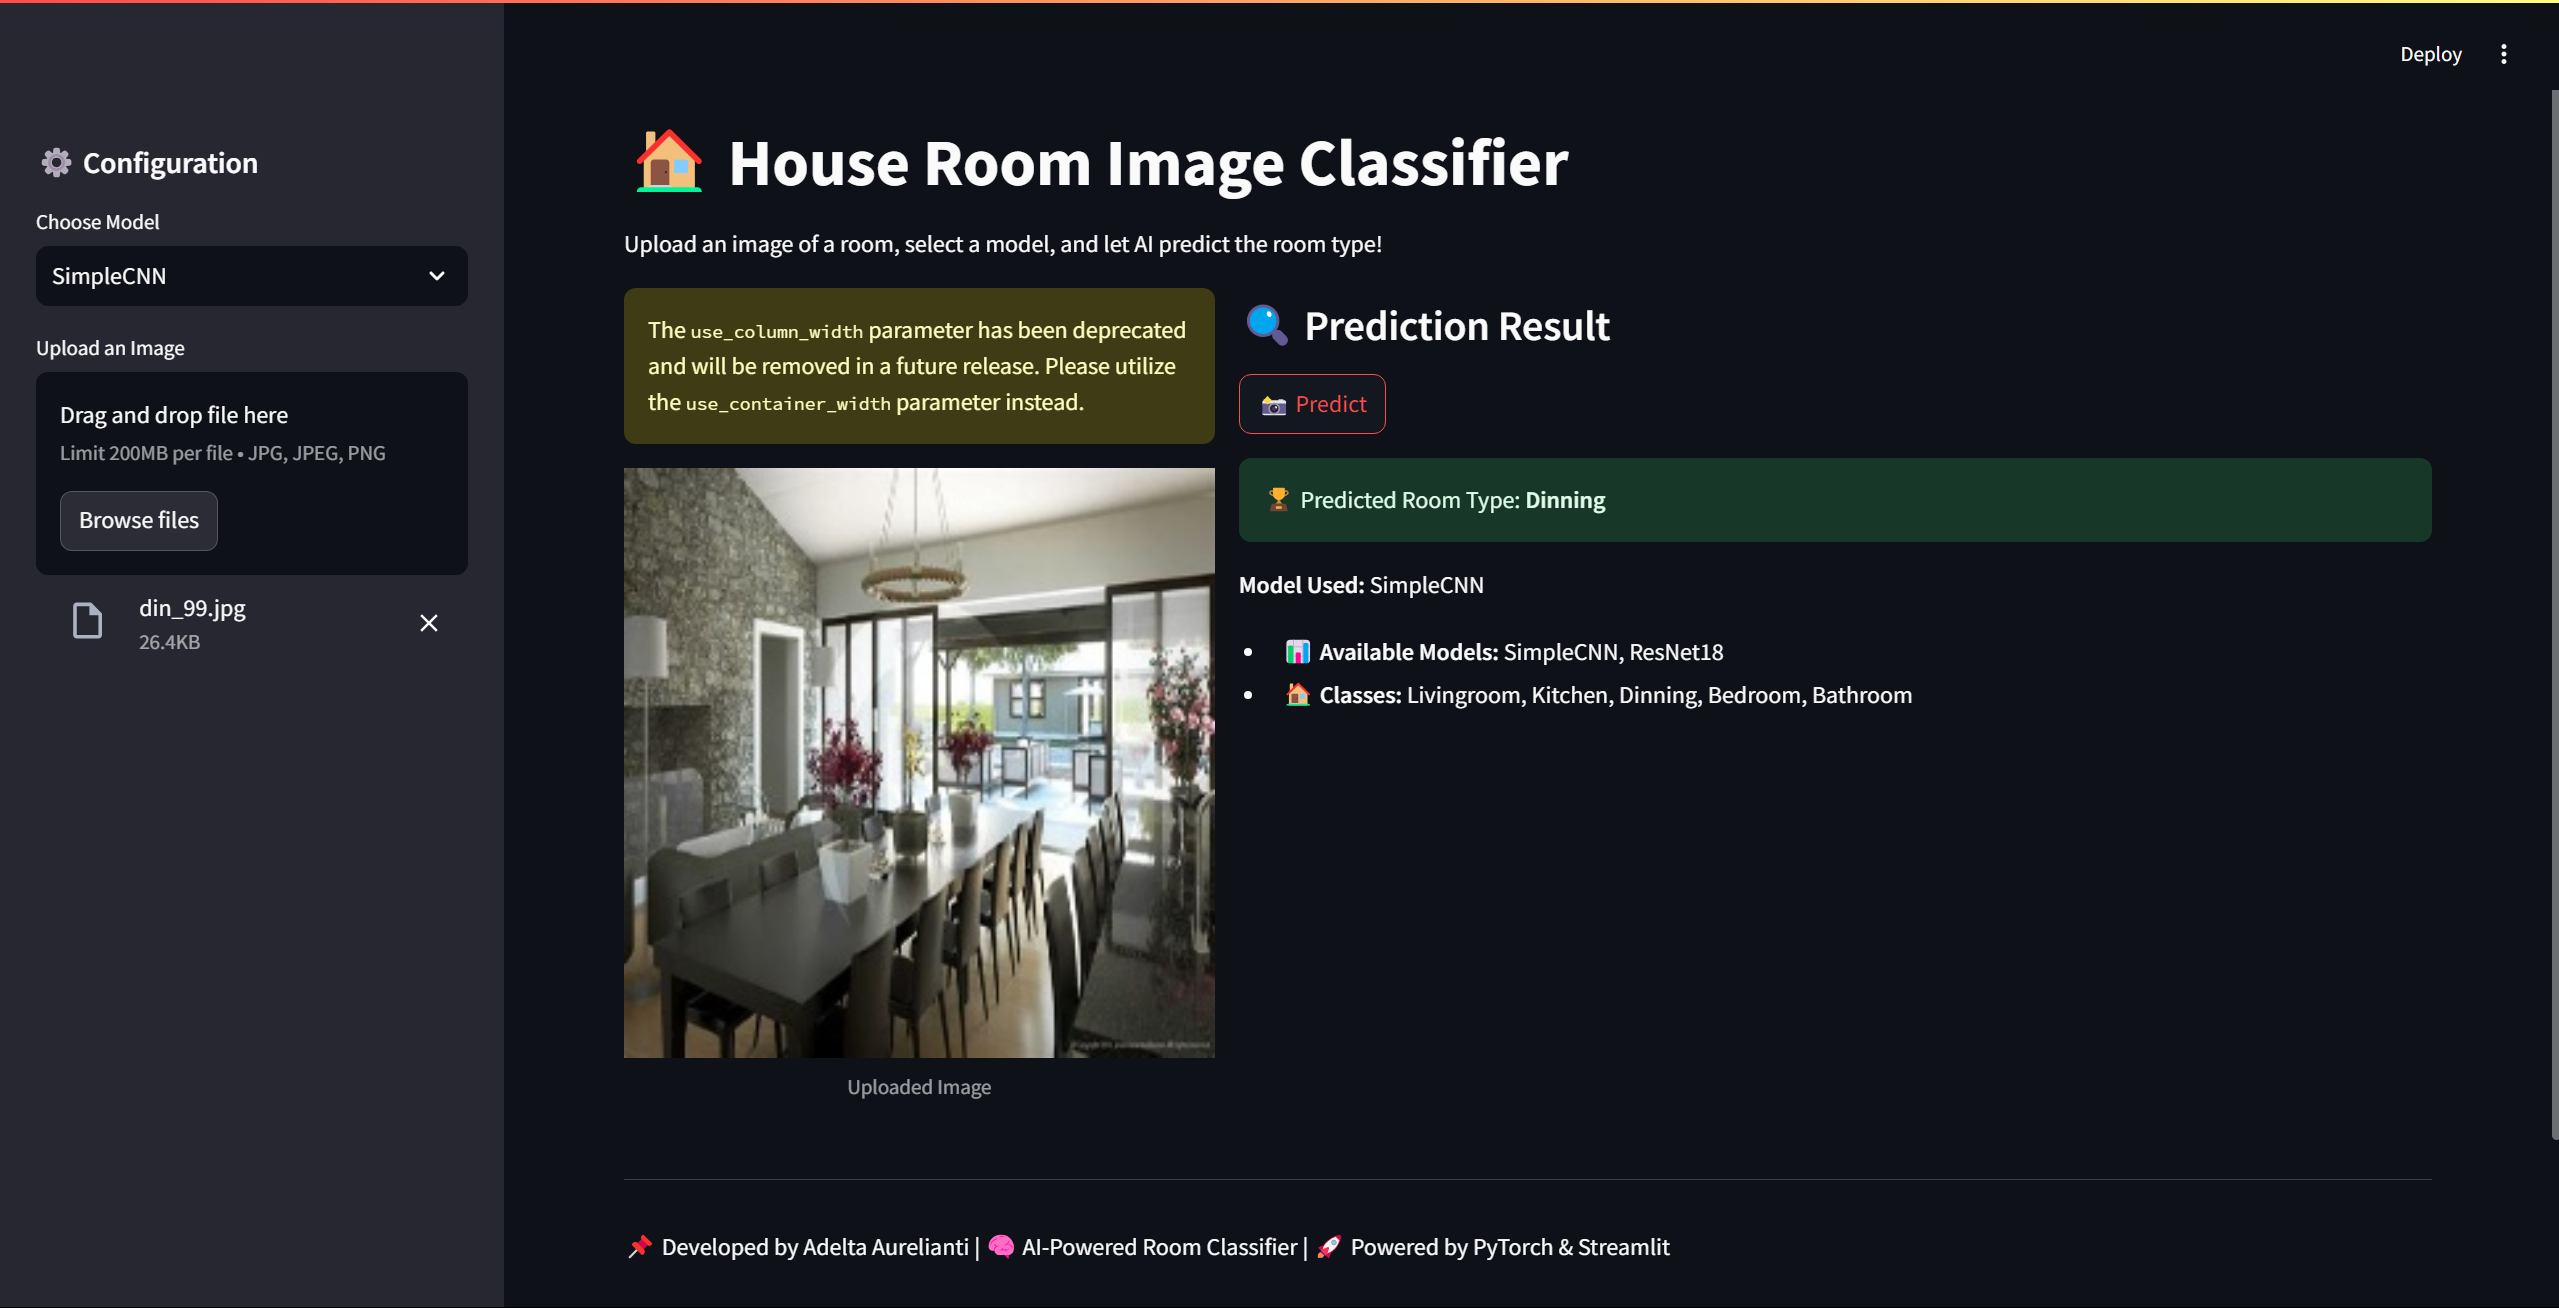 Deploy
⚙️ Configuration
Choose Model
SimpleCNN
Upload an Image
Drag and drop file here
Limit 200MB per file • JPG, JPEG, PNG
Browse files
din_99.jpg
26.4KB
🏠 House Room Image Classifier
Upload an image of a room, select a model, and let AI predict the room type!
The use_column_width parameter has been deprecated
and will be removed in a future release. Please utilize
the use_container_width parameter instead.
Uploaded Image
🔍 Prediction Result
📸 Predict
🏆 Predicted Room Type: Dinning
Model Used: SimpleCNN
• 📊 Available Models: SimpleCNN, ResNet18
• 🏠 Classes: Livingroom, Kitchen, Dinning, Bedroom, Bathroom
📌 Developed by Adelta Aurelianti | 🧠 AI-Powered Room Classifier | 🚀 Powered by PyTorch & Streamlit